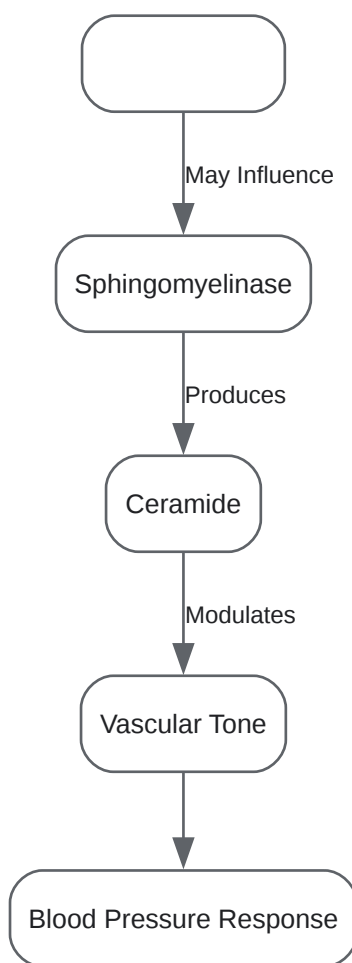 May Influence
Sphingomyelinase
Produces
Ceramide
Modulates
Vascular Tone
Blood Pressure Response